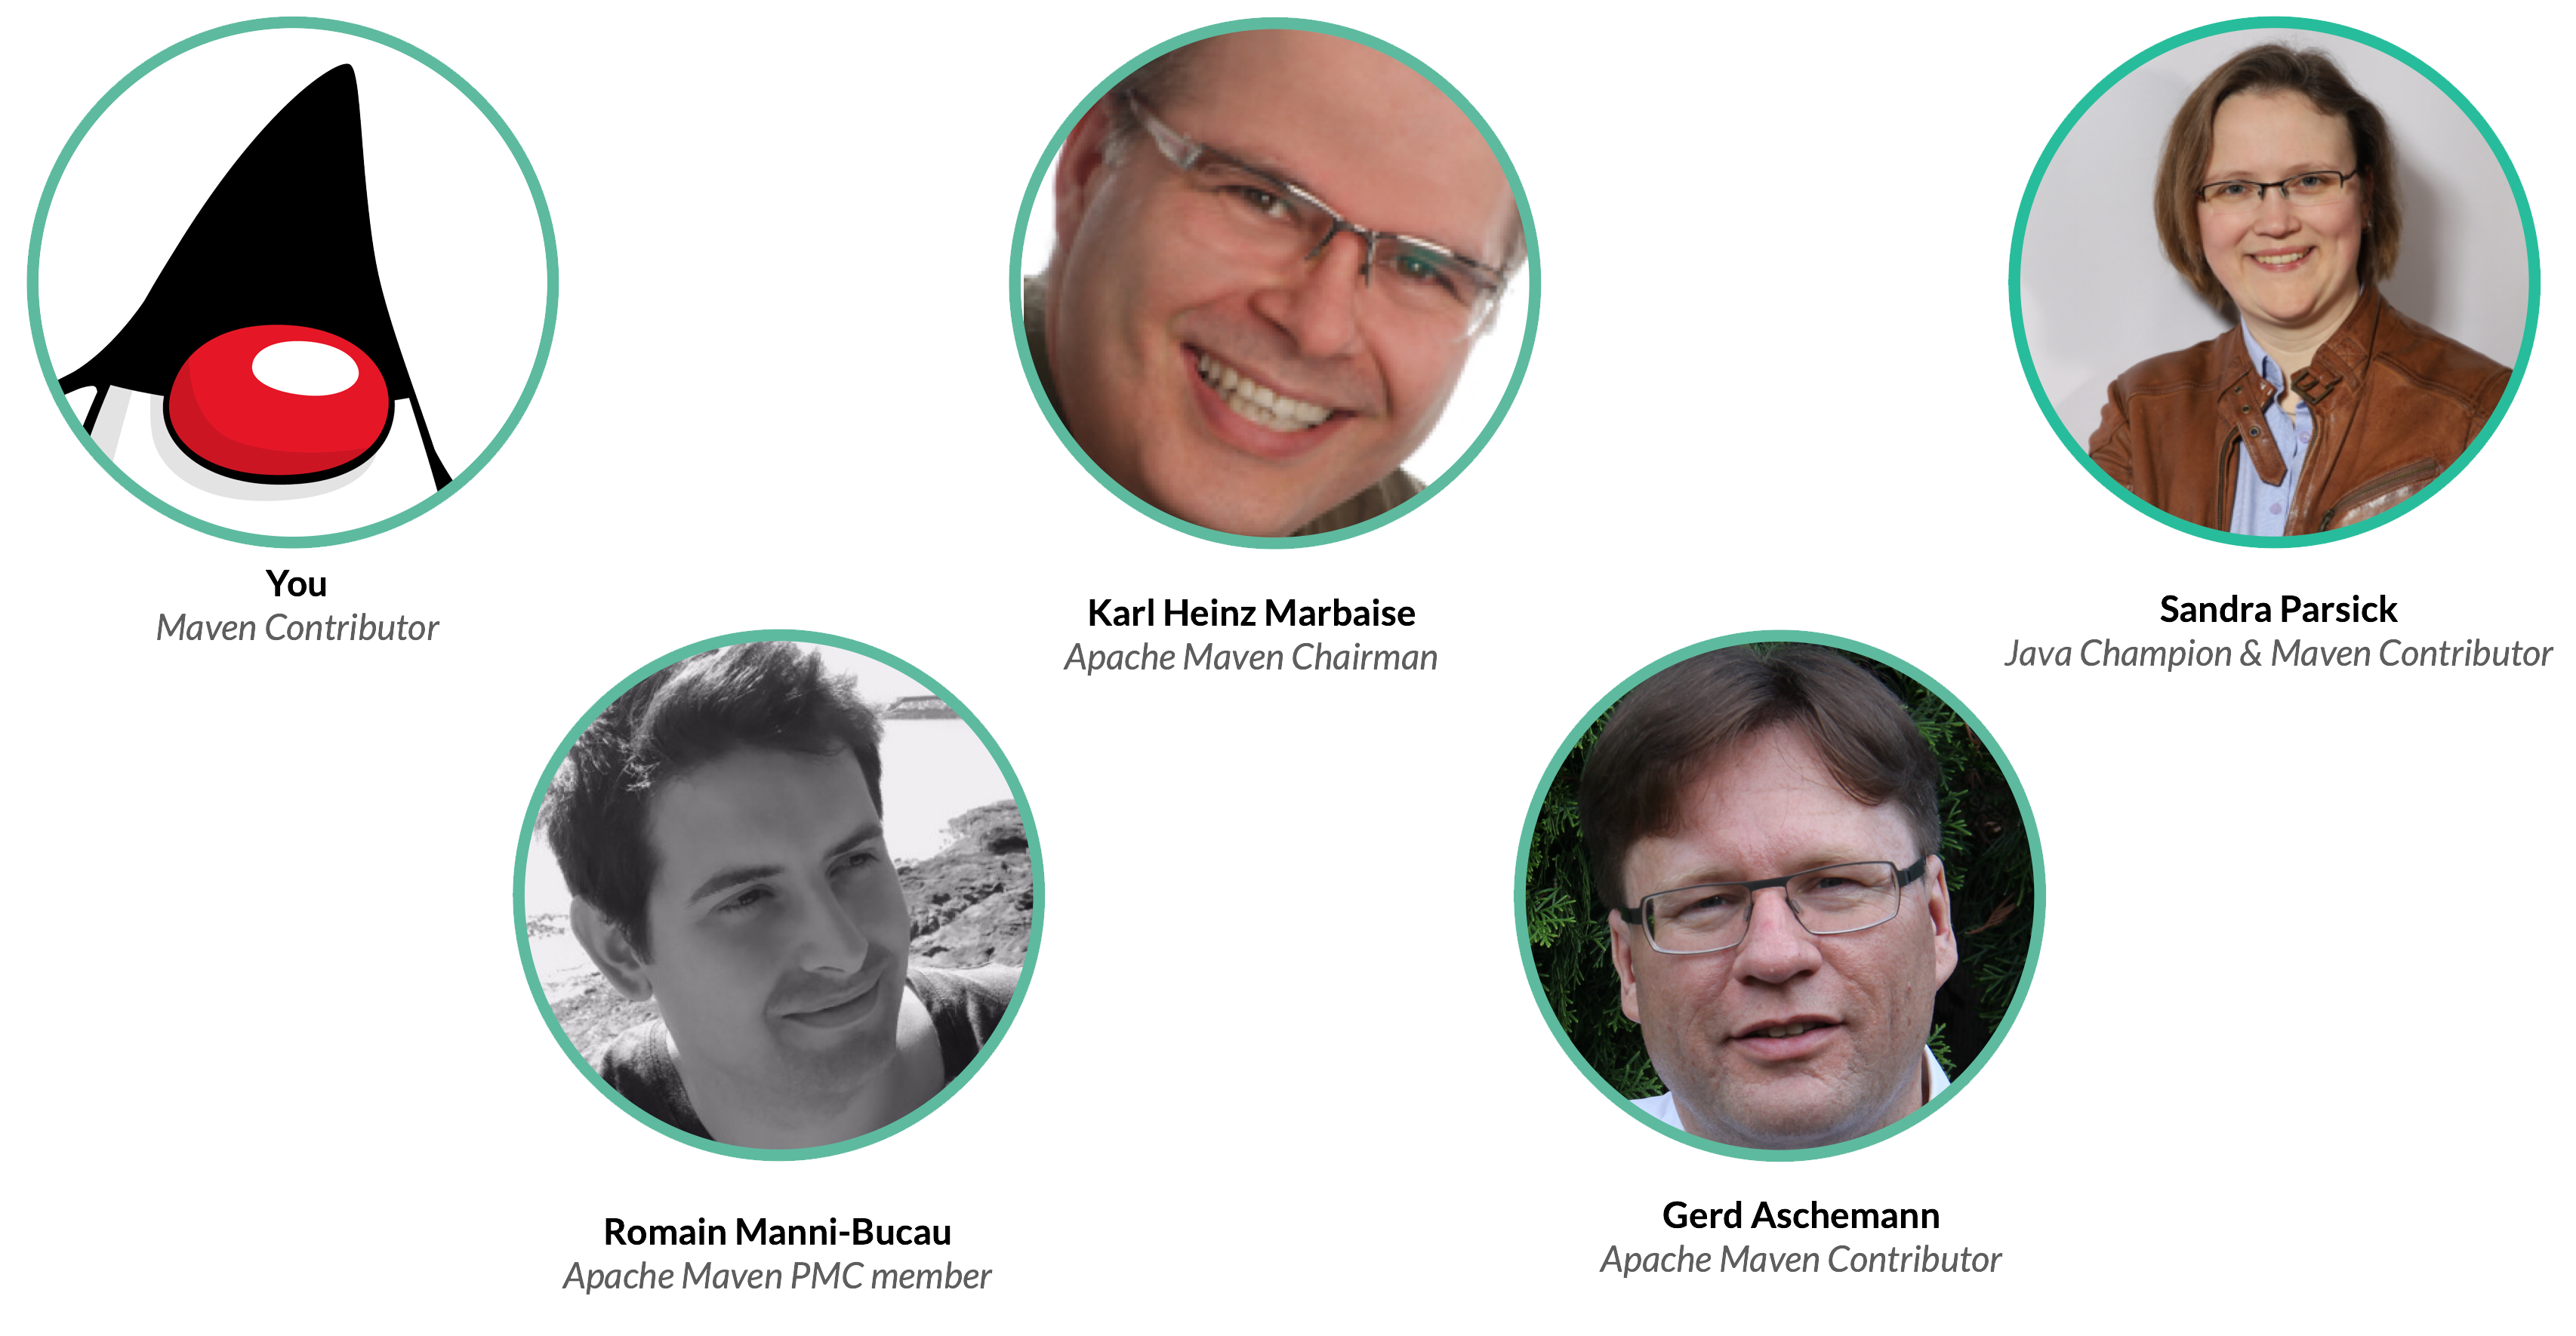 You
Maven Contributor
Karl Heinz Marbaise
Apache Maven Chairman
Sandra Parsick
Java Champion & Maven Contributor
Romain Manni-Bucau
Apache Maven PMC member
Gerd Aschemann
Apache Maven Contributor